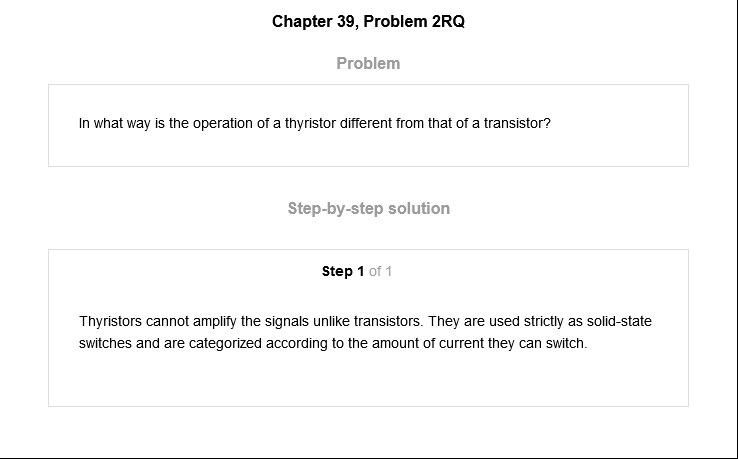 Chapter 39, Problem 2RQ
Problem
In what way is the operation of a thyristor different from that of a transistor?
Step-by-step solution
Step 1 of 1
Thyristors cannot amplify the signals unlike transistors. They are used strictly as solid-state
switches and are categorized according to the amount of current they can switch.